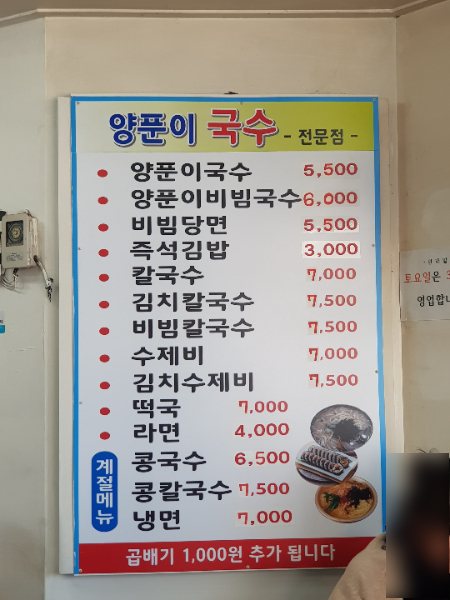 양푼이 국수 - 전문점 -
양푼이국수 5,500
양푼이비빔국수 6,000
비빔당면 5,500
즉석김밥 3,000
칼국수 7,000
김치칼국수 7,500
비빔칼국수 7,500
수제비 7,000
김치수제비 7,500
떡국 7,000
라면 4,000
계절메뉴
콩국수 6,500
콩칼국수 7,500
냉면 7,000
곱배기 1,000원 추가 됩니다
토요일은